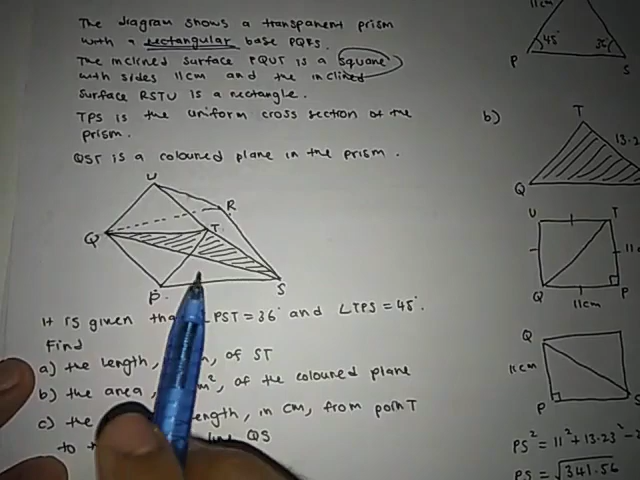 The diagram shows a transparent prism
with a rectangular base PQRS.
The inclined surface PQUT is a square
with sides 11cm and the inclined
surface RSTU is a rectangle.
TPS is the uniform cross section of the
prism.
QST is a coloured plane in the prism.
U
R
Q
T
P
S
It is given ∠PST = 36° and ∠TPS = 45°.
Find
a) the length, of ST
b) the area, of the coloured plane
c) the length, in cm, from point T
to QS
11cm
45°
36°
P
S
b)
T
13.2
Q
U
T
11
Q
P
11cm
Q
11cm
P
S
PS² = 11² + 13.23² -
PS = √341.56